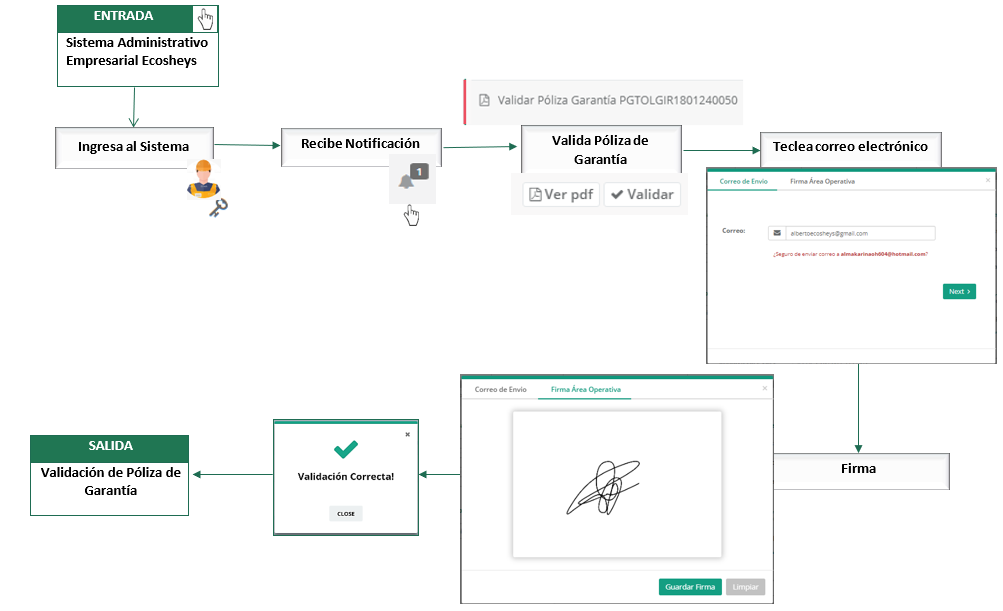 ENTRADA
Sistema Administrativo
Empresarial Ecosheys
Ingresa al Sistema
Recibe Notificación
1
Validar Póliza Garantía PGTOLGIR1801240050
Valida Póliza de
Garantía
Ver pdf
Validar
Teclea correo electrónico
Correo de Envío
Firma Área Operativa
×
Correo:
albertoecosheys@gmail.com
¿Seguro de enviar correo a almakarinaoh604@hotmail.com?
Next >
Firma
Correo de Envío
Firma Área Operativa
×
Guardar Firma
Limpiar
×
Validación Correcta!
CLOSE
SALIDA
Validación de Póliza de
Garantía